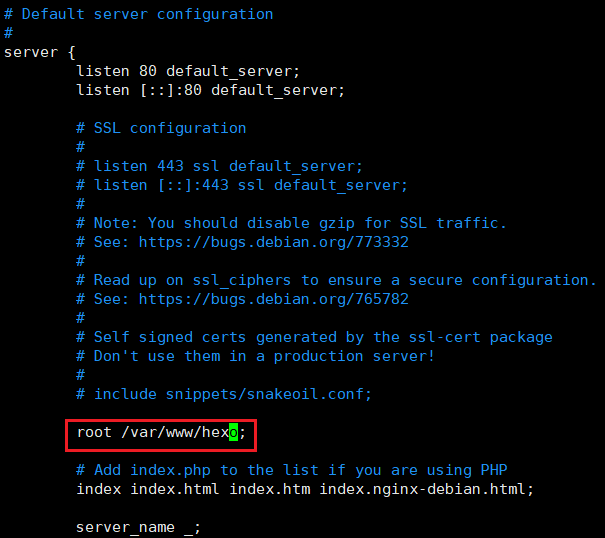 # Default server configuration
#
server {
listen 80 default_server;
listen [::]:80 default_server;
# SSL configuration
#
# listen 443 ssl default_server;
# listen [::]:443 ssl default_server;
#
# Note: You should disable gzip for SSL traffic.
# See: https://bugs.debian.org/773332
#
# Read up on ssl_ciphers to ensure a secure configuration.
# See: https://bugs.debian.org/765782
#
# Self signed certs generated by the ssl-cert package
# Don't use them in a production server!
#
# include snippets/snakeoil.conf;
root /var/www/hexo;
# Add index.php to the list if you are using PHP
index index.html index.htm index.nginx-debian.html;
server_name _;